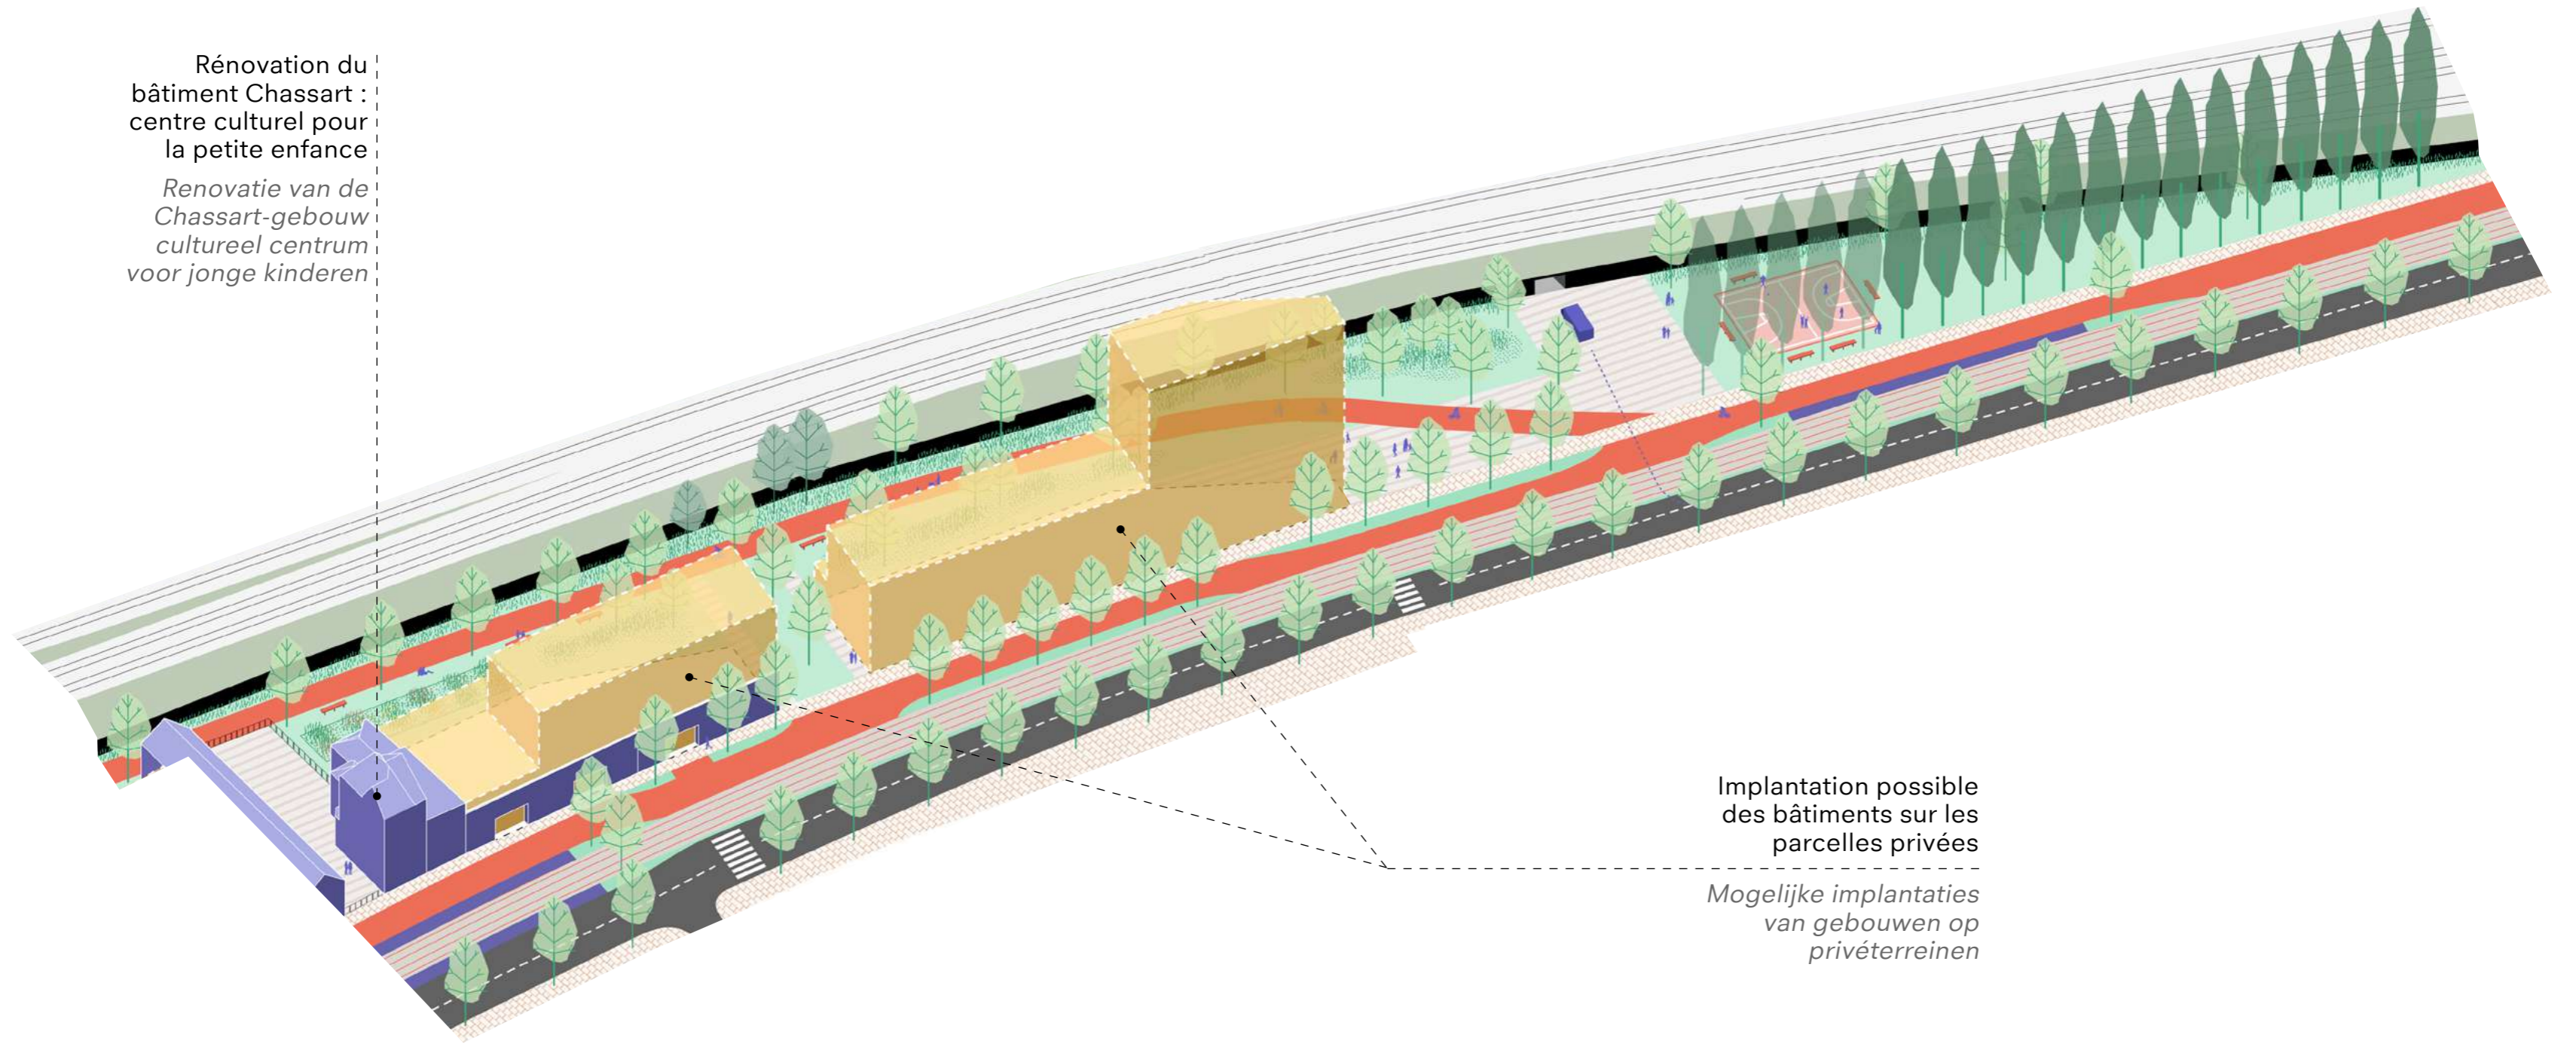 Rénovation du
bâtiment Chassart :
centre culturel pour
la petite enfance
Renovatie van de
Chassart-gebouw
cultureel centrum
voor jonge kinderen
Implantation possible
des bâtiments sur les
parcelles privées
Mogelijke implantaties
van gebouwen op
privéterreinen